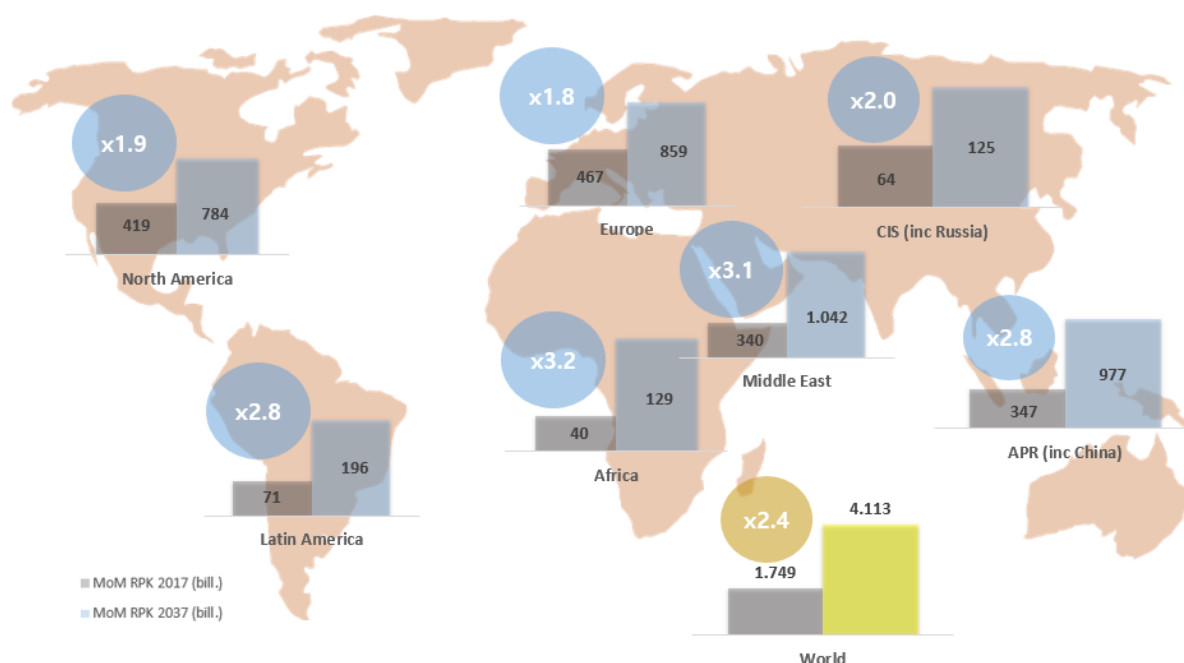 x1.9
419
784
North America
x1.8
467
859
Europe
x2.0
64
125
CIS (inc Russia)
x3.1
340
1.042
Middle East
x3.2
40
129
Africa
x2.8
347
977
APR (inc China)
x2.8
71
196
Latin America
x2.4
1.749
4.113
World
MoM RPK 2017 (bill.)
MoM RPK 2037 (bill.)